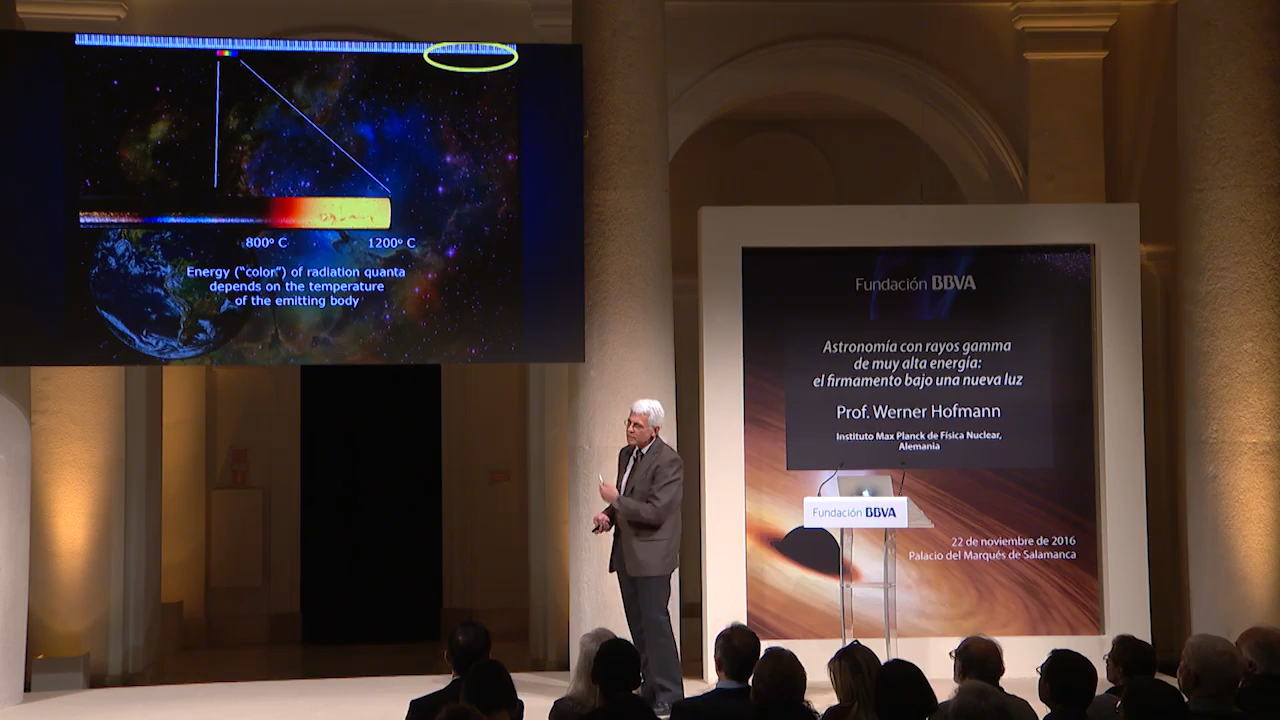 800º C
1200º C
Energy (“color”) of radiation quanta
depends on the temperature
of the emitting body
Fundación BBVA
Astronomía con rayos gamma
de muy alta energía:
el firmamento bajo una nueva luz
Prof. Werner Hofmann
Instituto Max Planck de Física Nuclear,
Alemania
Fundación BBVA
22 de noviembre de 2016
Palacio del Marqués de Salamanca